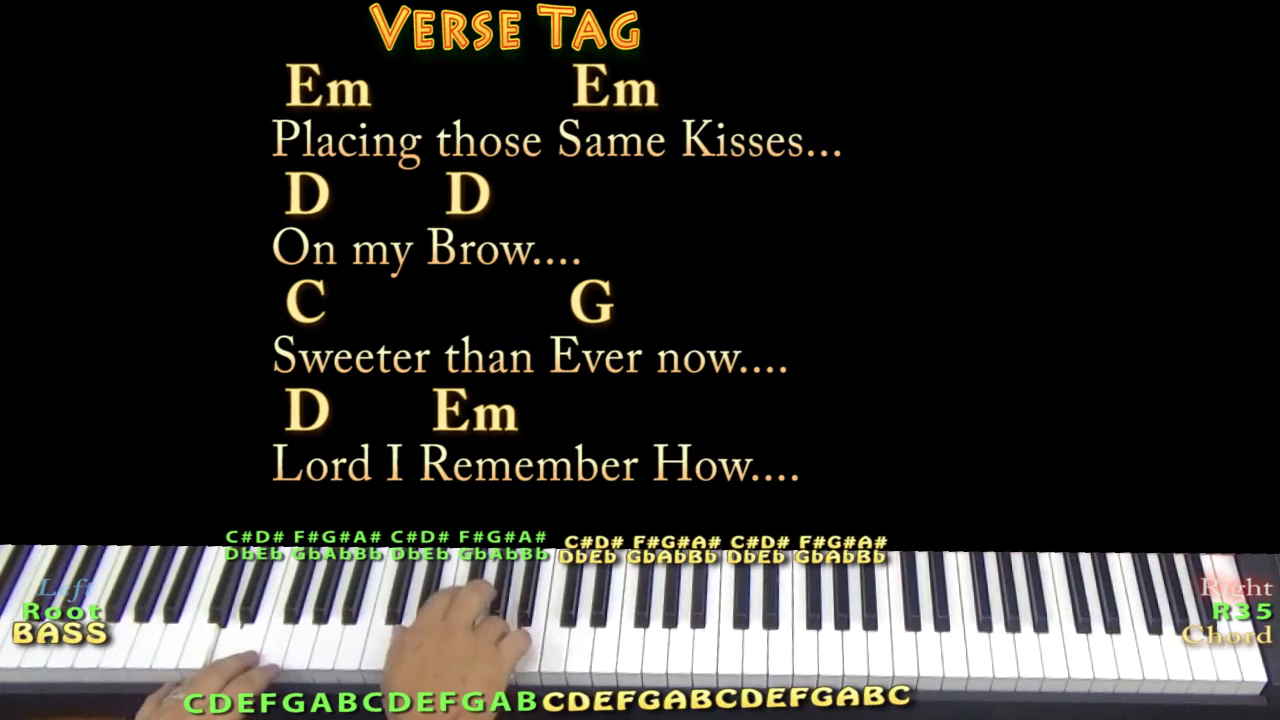 VERSE TAG
Em Em
Placing those Same Kisses...
D D
On my Brow....
C G
Sweeter than Ever now....
D Em
Lord I Remember How....
C#D# F#G#A# C#D# F#G#A# C#D# F#G#A# C#D# F#G#A#
DbEb GbAbBb DbEb GbAbBb DbEb GbAbBb DbEb GbAbBb
Left
Root
BASS
Right
R35
Chord
CDEFGABCDEFGABCDEFGABCDEFGABC